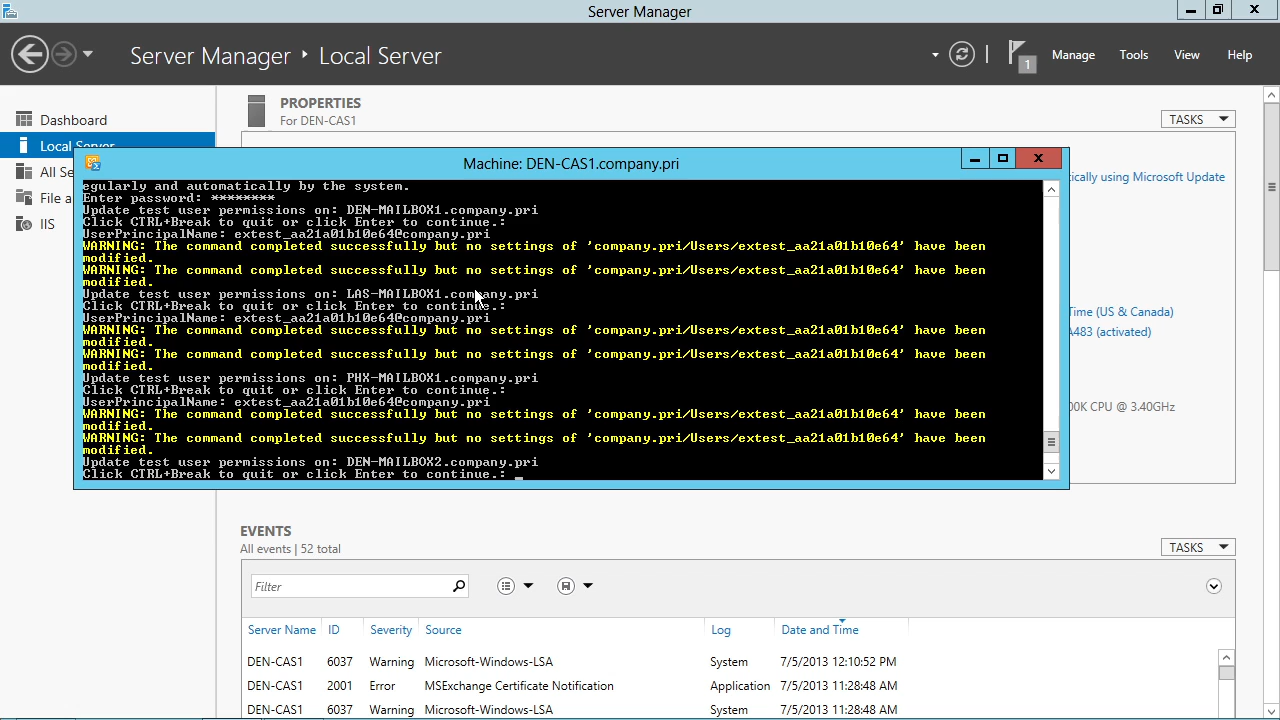 Server Manager
Server Manager ‣ Local Server
1
Manage
Tools
View
Help
Dashboard
Local Server
All Se
File a
IIS
PROPERTIES
For DEN-CAS1
TASKS
ically using Microsoft Update
Time (US & Canada)
A483 (activated)
00K CPU @ 3.40GHz
Machine: DEN-CAS1.company.pri
egularly and automatically by the system.
Enter password: ********
Update test user permissions on: DEN-MAILBOX1.company.pri
Click CTRL+Break to quit or click Enter to continue.:
UserPrincipalName: extest_aa21a01b10e64@company.pri
WARNING: The command completed successfully but no settings of 'company.pri/Users/extest_aa21a01b10e64' have been
modified.
WARNING: The command completed successfully but no settings of 'company.pri/Users/extest_aa21a01b10e64' have been
modified.
Update test user permissions on: LAS-MAILBOX1.company.pri
Click CTRL+Break to quit or click Enter to continue.:
UserPrincipalName: extest_aa21a01b10e64@company.pri
WARNING: The command completed successfully but no settings of 'company.pri/Users/extest_aa21a01b10e64' have been
modified.
WARNING: The command completed successfully but no settings of 'company.pri/Users/extest_aa21a01b10e64' have been
modified.
Update test user permissions on: PHX-MAILBOX1.company.pri
Click CTRL+Break to quit or click Enter to continue.:
UserPrincipalName: extest_aa21a01b10e64@company.pri
WARNING: The command completed successfully but no settings of 'company.pri/Users/extest_aa21a01b10e64' have been
modified.
WARNING: The command completed successfully but no settings of 'company.pri/Users/extest_aa21a01b10e64' have been
modified.
Update test user permissions on: DEN-MAILBOX2.company.pri
Click CTRL+Break to quit or click Enter to continue.: _
EVENTS
All events | 52 total
TASKS
Filter
Server Name ID Severity Source Log Date and Time
DEN-CAS1 6037 Warning Microsoft-Windows-LSA System 7/5/2013 12:10:52 PM
DEN-CAS1 2001 Error MSExchange Certificate Notification Application 7/5/2013 11:28:48 AM
DEN-CAS1 6037 Warning Microsoft-Windows-LSA System 7/5/2013 11:28:48 AM